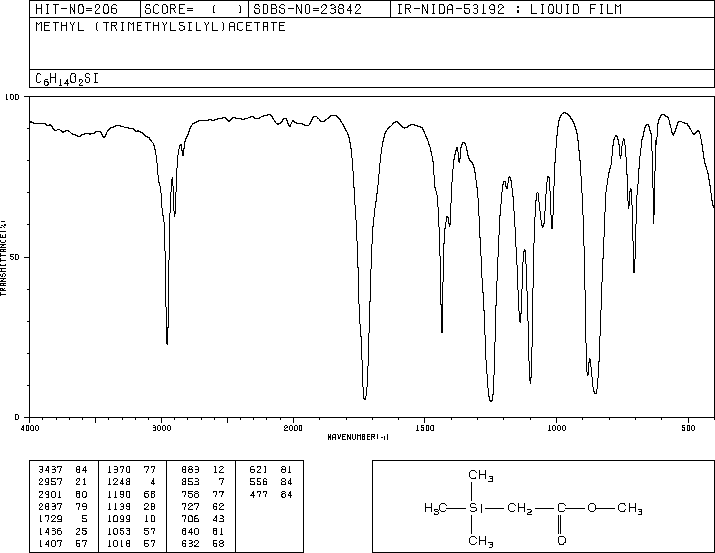 HIT-NO=206 SCORE= ( ) SDBS-NO=23842 IR-NIDA-53192 : LIQUID FILM
METHYL (TRIMETHYLSILYL)ACETATE
C6H14O2SI
100
TRANSMITTANCE(%)
50
0
4000 3000 2000 1500 1000 500
WAVENUMBER(-1)
3437 84 1370 77 883 12 621 81
2957 21 1248 4 853 7 556 84
2901 60 1190 68 758 77 477 84
2837 79 1139 28 727 62
1729 5 1099 10 706 43
1436 25 1053 57 640 81
1407 57 1018 57 632 58
CH3
H3C Si CH2 C O CH3
CH3 O